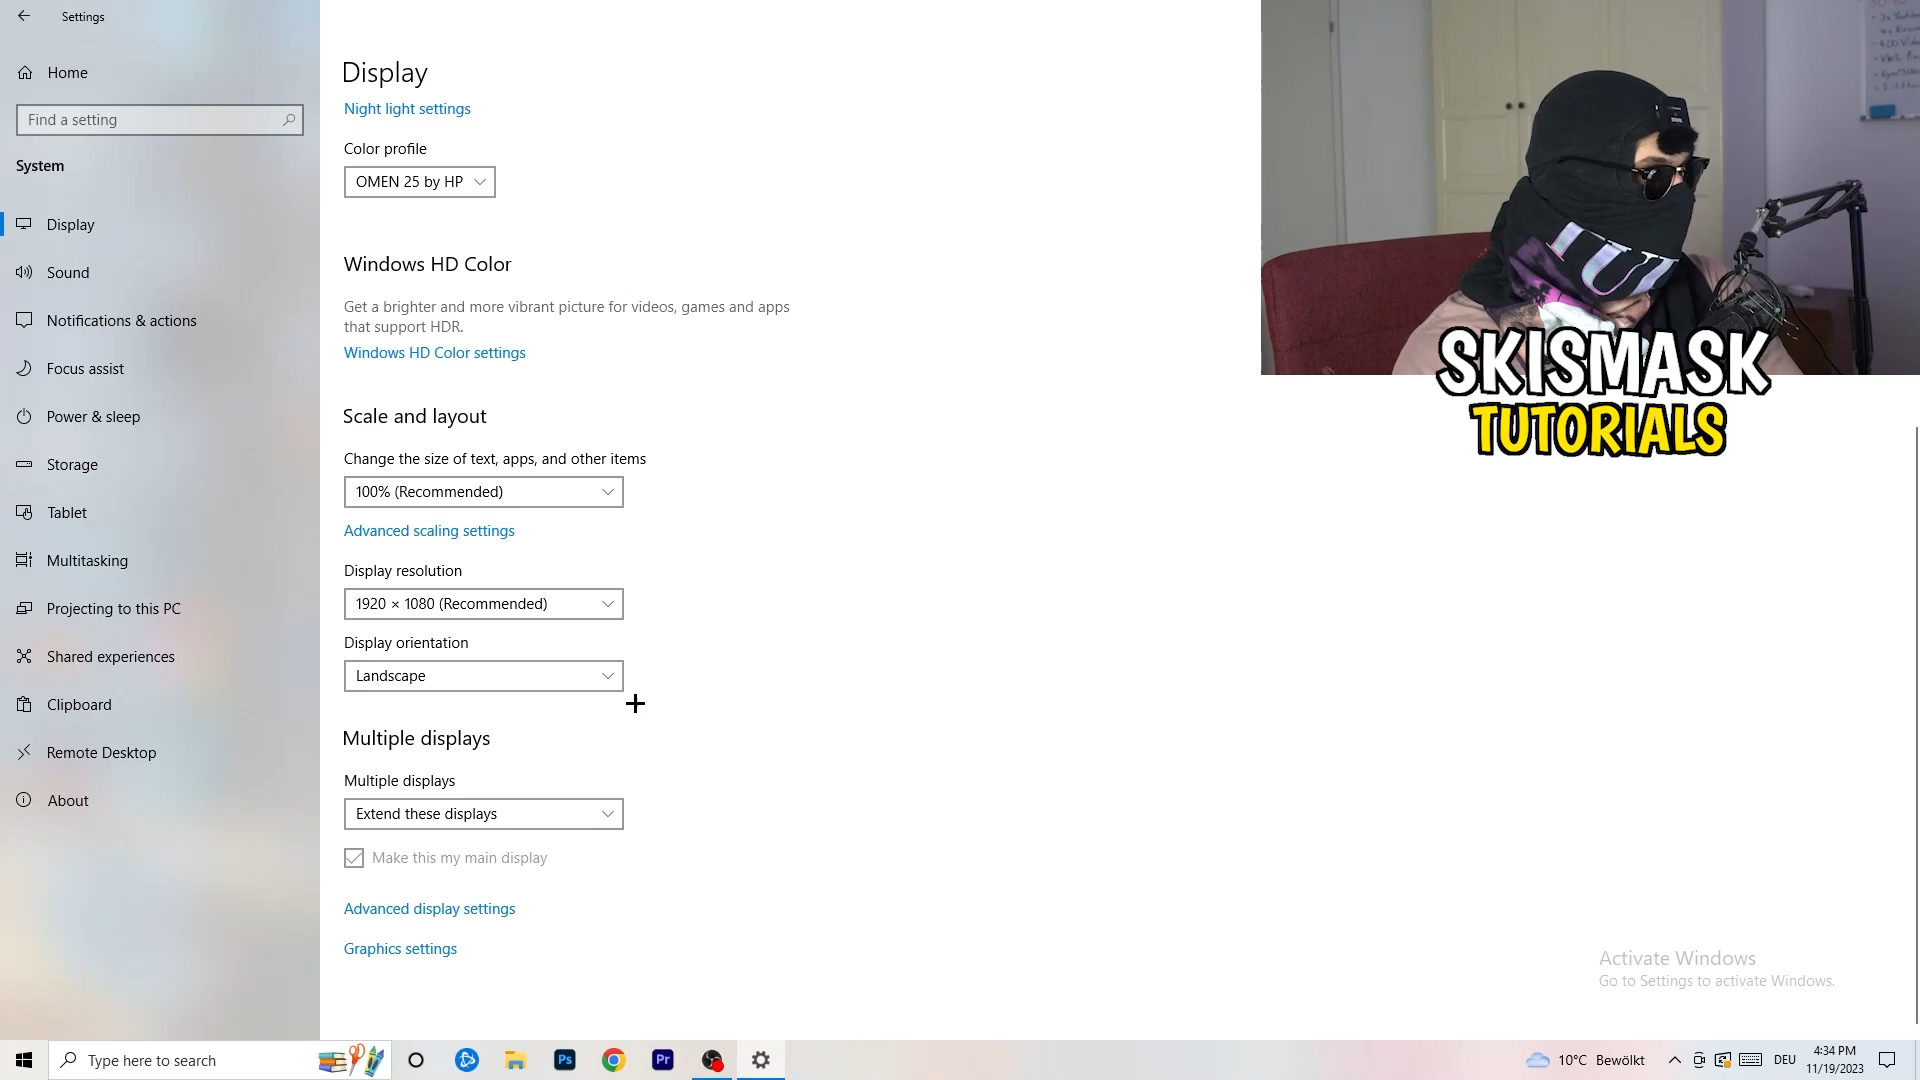 Settings
Home
Find a setting
System
Display
Sound
Notifications & actions
Focus assist
Power & sleep
Storage
Tablet
Multitasking
Projecting to this PC
Shared experiences
Clipboard
Remote Desktop
About
Display
Night light settings
Color profile
OMEN 25 by HP
Windows HD Color
Get a brighter and more vibrant picture for videos, games and apps
that support HDR.
Windows HD Color settings
Scale and layout
Change the size of text, apps, and other items
100% (Recommended)
Advanced scaling settings
Display resolution
1920 × 1080 (Recommended)
Display orientation
Landscape
Multiple displays
Multiple displays
Extend these displays
Make this my main display
Advanced display settings
Graphics settings
SKISMASK
TUTORIALS
Activate Windows
Go to Settings to activate Windows.
Type here to search
Ps
Pr
10°C Bewölkt
DEU
4:34 PM
11/19/2023